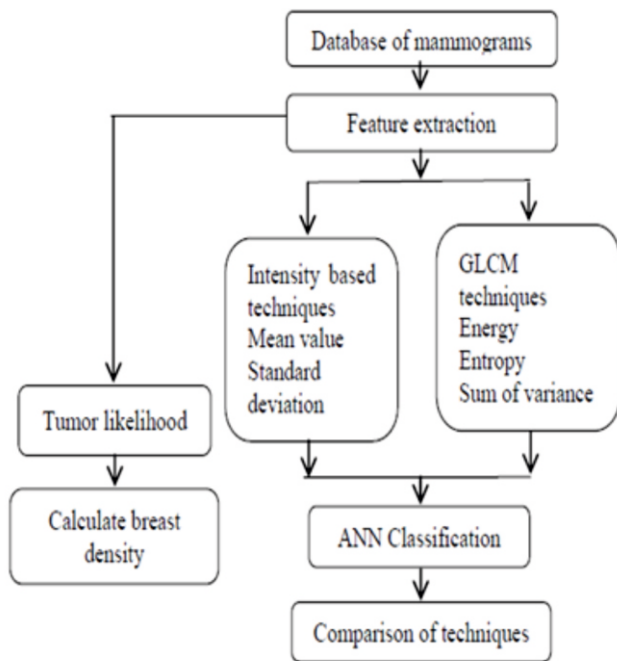 Database of mammograms
Feature extraction
Intensity based
techniques
Mean value
Standard
deviation
GLCM
techniques
Energy
Entropy
Sum of variance
Tumor likelihood
Calculate breast
density
ANN Classification
Comparison of techniques